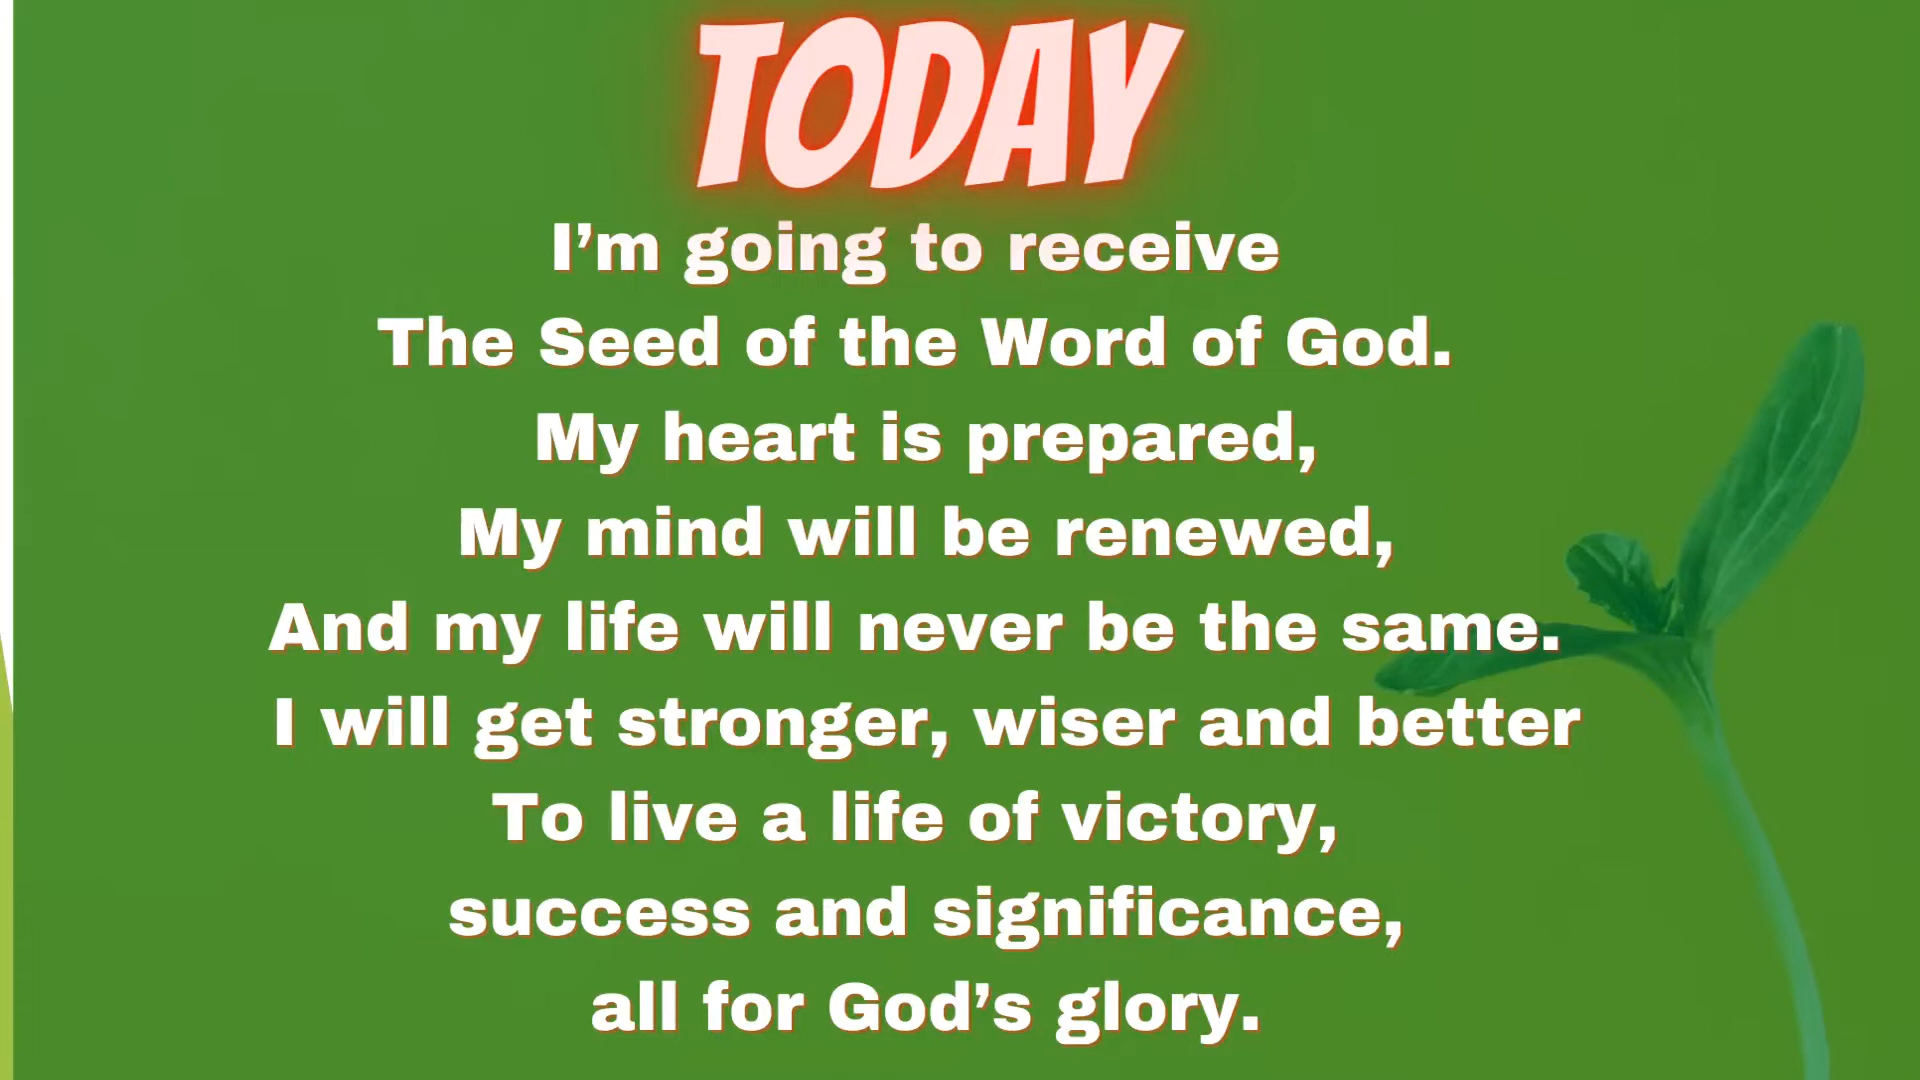 TODAY
I’m going to receive
The Seed of the Word of God.
My heart is prepared,
My mind will be renewed,
And my life will never be the same.
I will get stronger, wiser and better
To live a life of victory,
success and significance,
all for God’s glory.